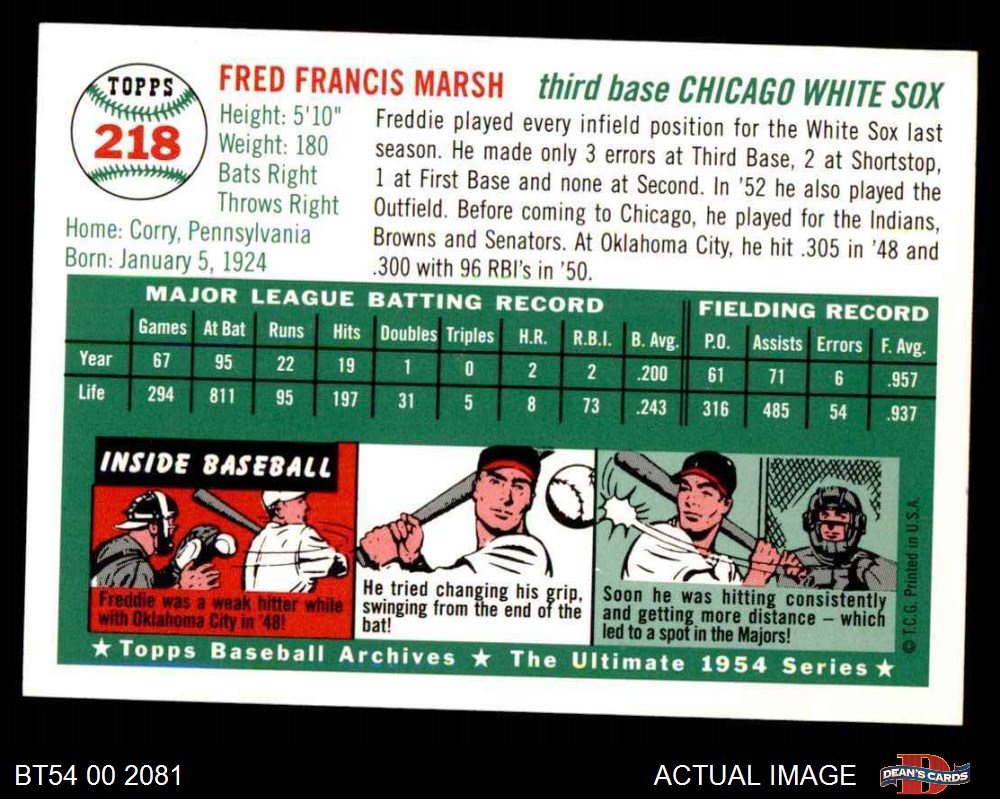 TOPPS
218
FRED FRANCIS MARSH third base CHICAGO WHITE SOX
Height: 5'10"
Weight: 180
Bats Right
Throws Right
Home: Corry, Pennsylvania
Born: January 5, 1924
Freddie played every infield position for the White Sox last
season. He made only 3 errors at Third Base, 2 at Shortstop,
1 at First Base and none at Second. In '52 he also played the
Outfield. Before coming to Chicago, he played for the Indians,
Browns and Senators. At Oklahoma City, he hit .305 in '48 and
.300 with 96 RBI's in '50.
MAJOR LEAGUE BATTING RECORD FIELDING RECORD
Games At Bat Runs Hits Doubles Triples H.R. R.B.I. B. Avg. P.O. Assists Errors F. Avg.
Year 67 95 22 19 1 0 2 2 .200 61 71 6 .957
Life 294 811 95 197 31 5 8 73 .243 316 485 54 .937
INSIDE BASEBALL
Freddie was a weak hitter while
with Oklahoma City in '48!
He tried changing his grip,
swinging from the end of the
bat!
Soon he was hitting consistently
and getting more distance – which
led to a spot in the Majors!
© T.C.G. Printed in U.S.A.
★ Topps Baseball Archives ★ The Ultimate 1954 Series ★
BT54 00 2081
ACTUAL IMAGE
DEAN'S CARDS